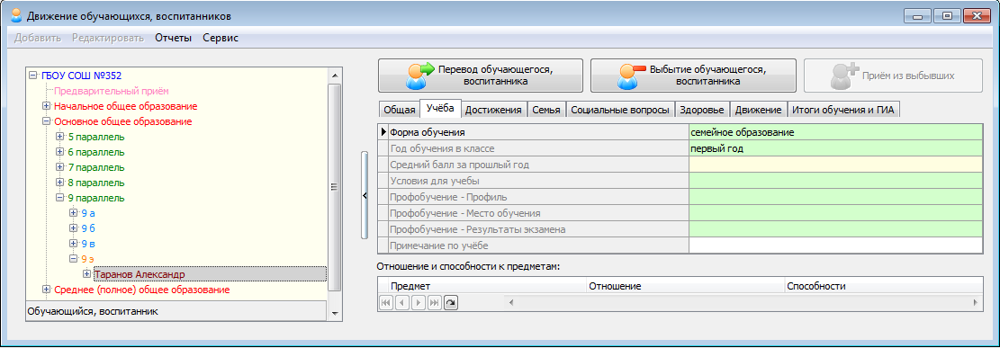 Движение обучающихся, воспитанников
Добавить Редактировать Отчеты Сервис
ГБОУ СОШ №352
Предварительный приём
Начальное общее образование
Основное общее образование
5 параллель
6 параллель
7 параллель
8 параллель
9 параллель
9 а
9 б
9 в
9 э
Таранов Александр
Среднее (полное) общее образование
Обучающийся, воспитанник
Перевод обучающегося,
воспитанника
Выбытие обучающегося,
воспитанника
Приём из выбывших
Общая Учёба Достижения Семья Социальные вопросы Здоровье Движение Итоги обучения и ГИА
Форма обучения семейное образование
Год обучения в классе первый год
Средний балл за прошлый год
Условия для учебы
Профобучение - Профиль
Профобучение - Место обучения
Профобучение - Результаты экзамена
Примечание по учёбе
Отношение и способности к предметам:
Предмет Отношение Способности